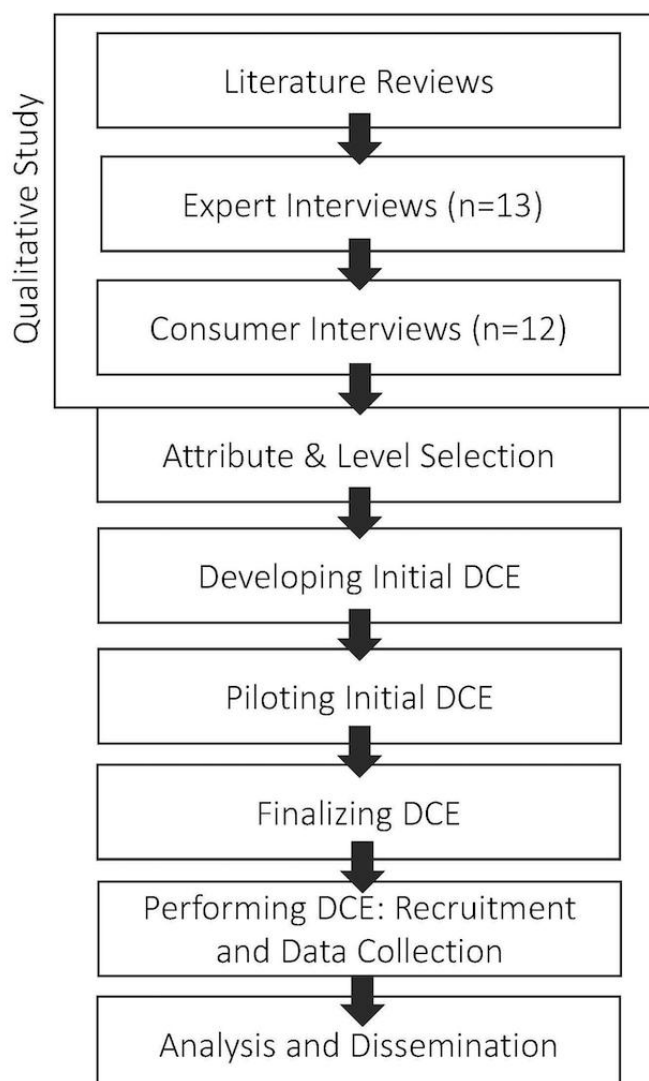 Qualitative Study
Literature Reviews
Expert Interviews (n=13)
Consumer Interviews (n=12)
Attribute & Level Selection
Developing Initial DCE
Piloting Initial DCE
Finalizing DCE
Performing DCE: Recruitment
and Data Collection
Analysis and Dissemination